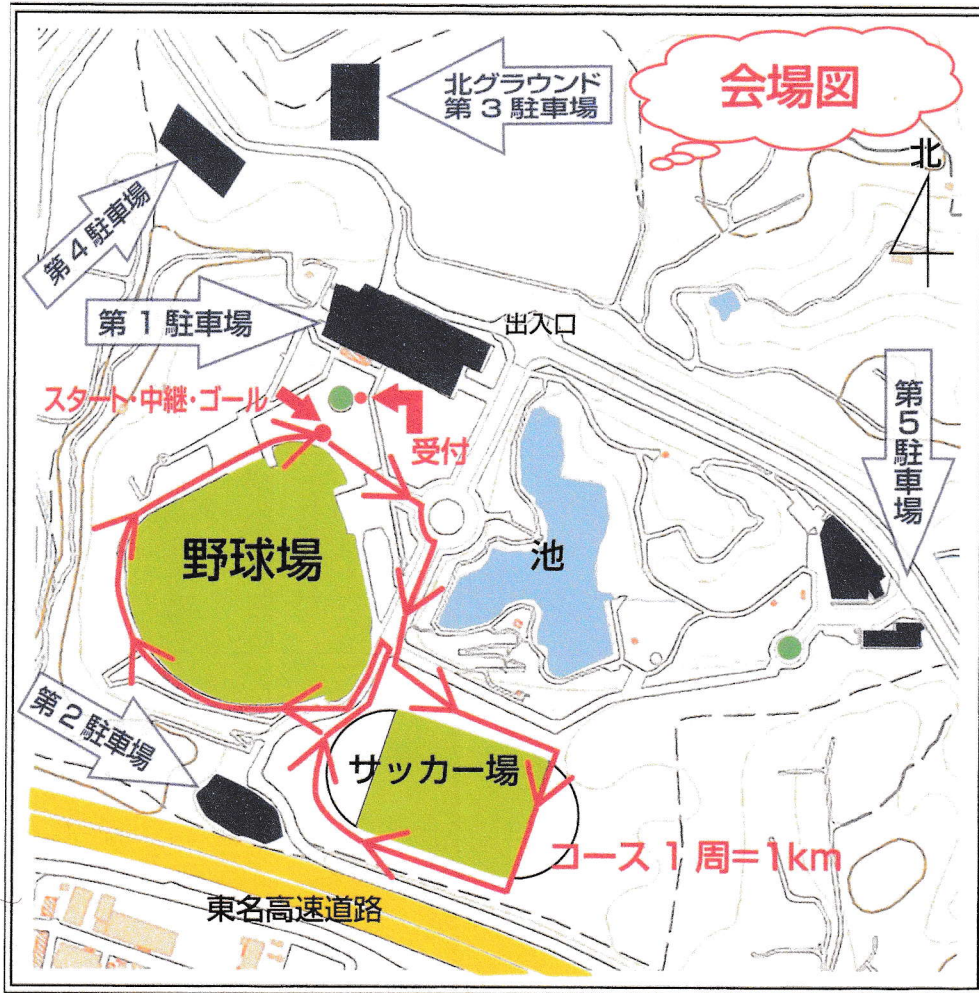 会場図
北
北グラウンド
第3駐車場
第4駐車場
第1駐車場
出入口
スタート・中継・ゴール
受付
第5駐車場
野球場
池
第2駐車場
サッカー場
コース1周=1km
東名高速道路